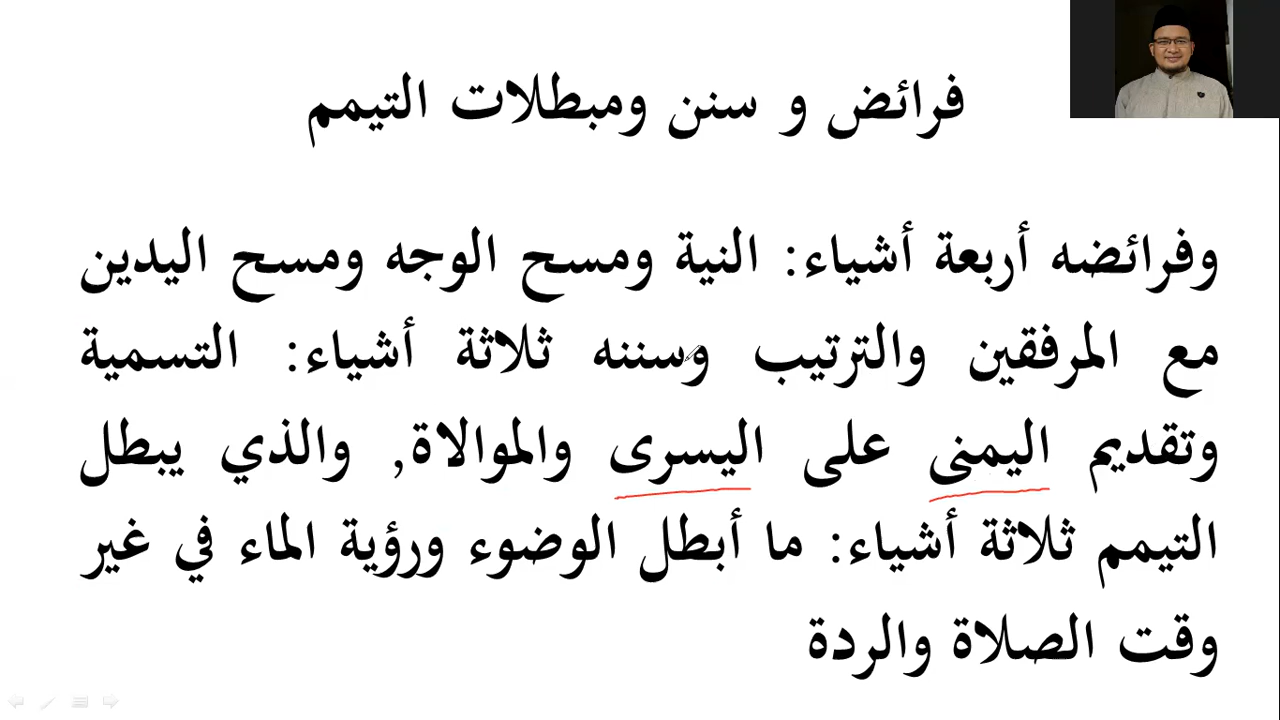 فرائض و سنن ومبطلات التيمم
وفرائضه أربعة أشياء: النية ومسح الوجه ومسح اليدين
مع المرفقين والترتيب وسننه ثلاثة أشياء: التسمية
وتقديم اليمنى على اليسرى والموالاة, والذي يبطل
التيمم ثلاثة أشياء: ما أبطل الوضوء ورؤية الماء في غير
وقت الصلاة والردة